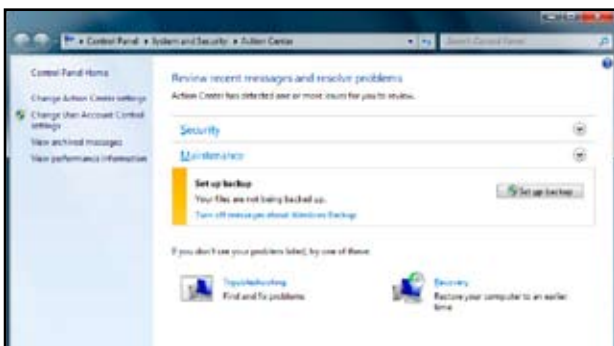 Control Panel ▸ System and Security ▸ Action Center
Search Control Panel
Control Panel Home
Change Action Center settings
Change User Account Control settings
View archived messages
View performance information
Review recent messages and resolve problems
Action Center has detected one or more issues for you to review.
Security
Maintenance
Set up backup
Your files are not being backed up.
Turn off messages about Windows Backup
Set up backup
If you don't see your problem listed, try one of these:
Troubleshooting
Find and fix problems
Recovery
Restore your computer to an earlier
time